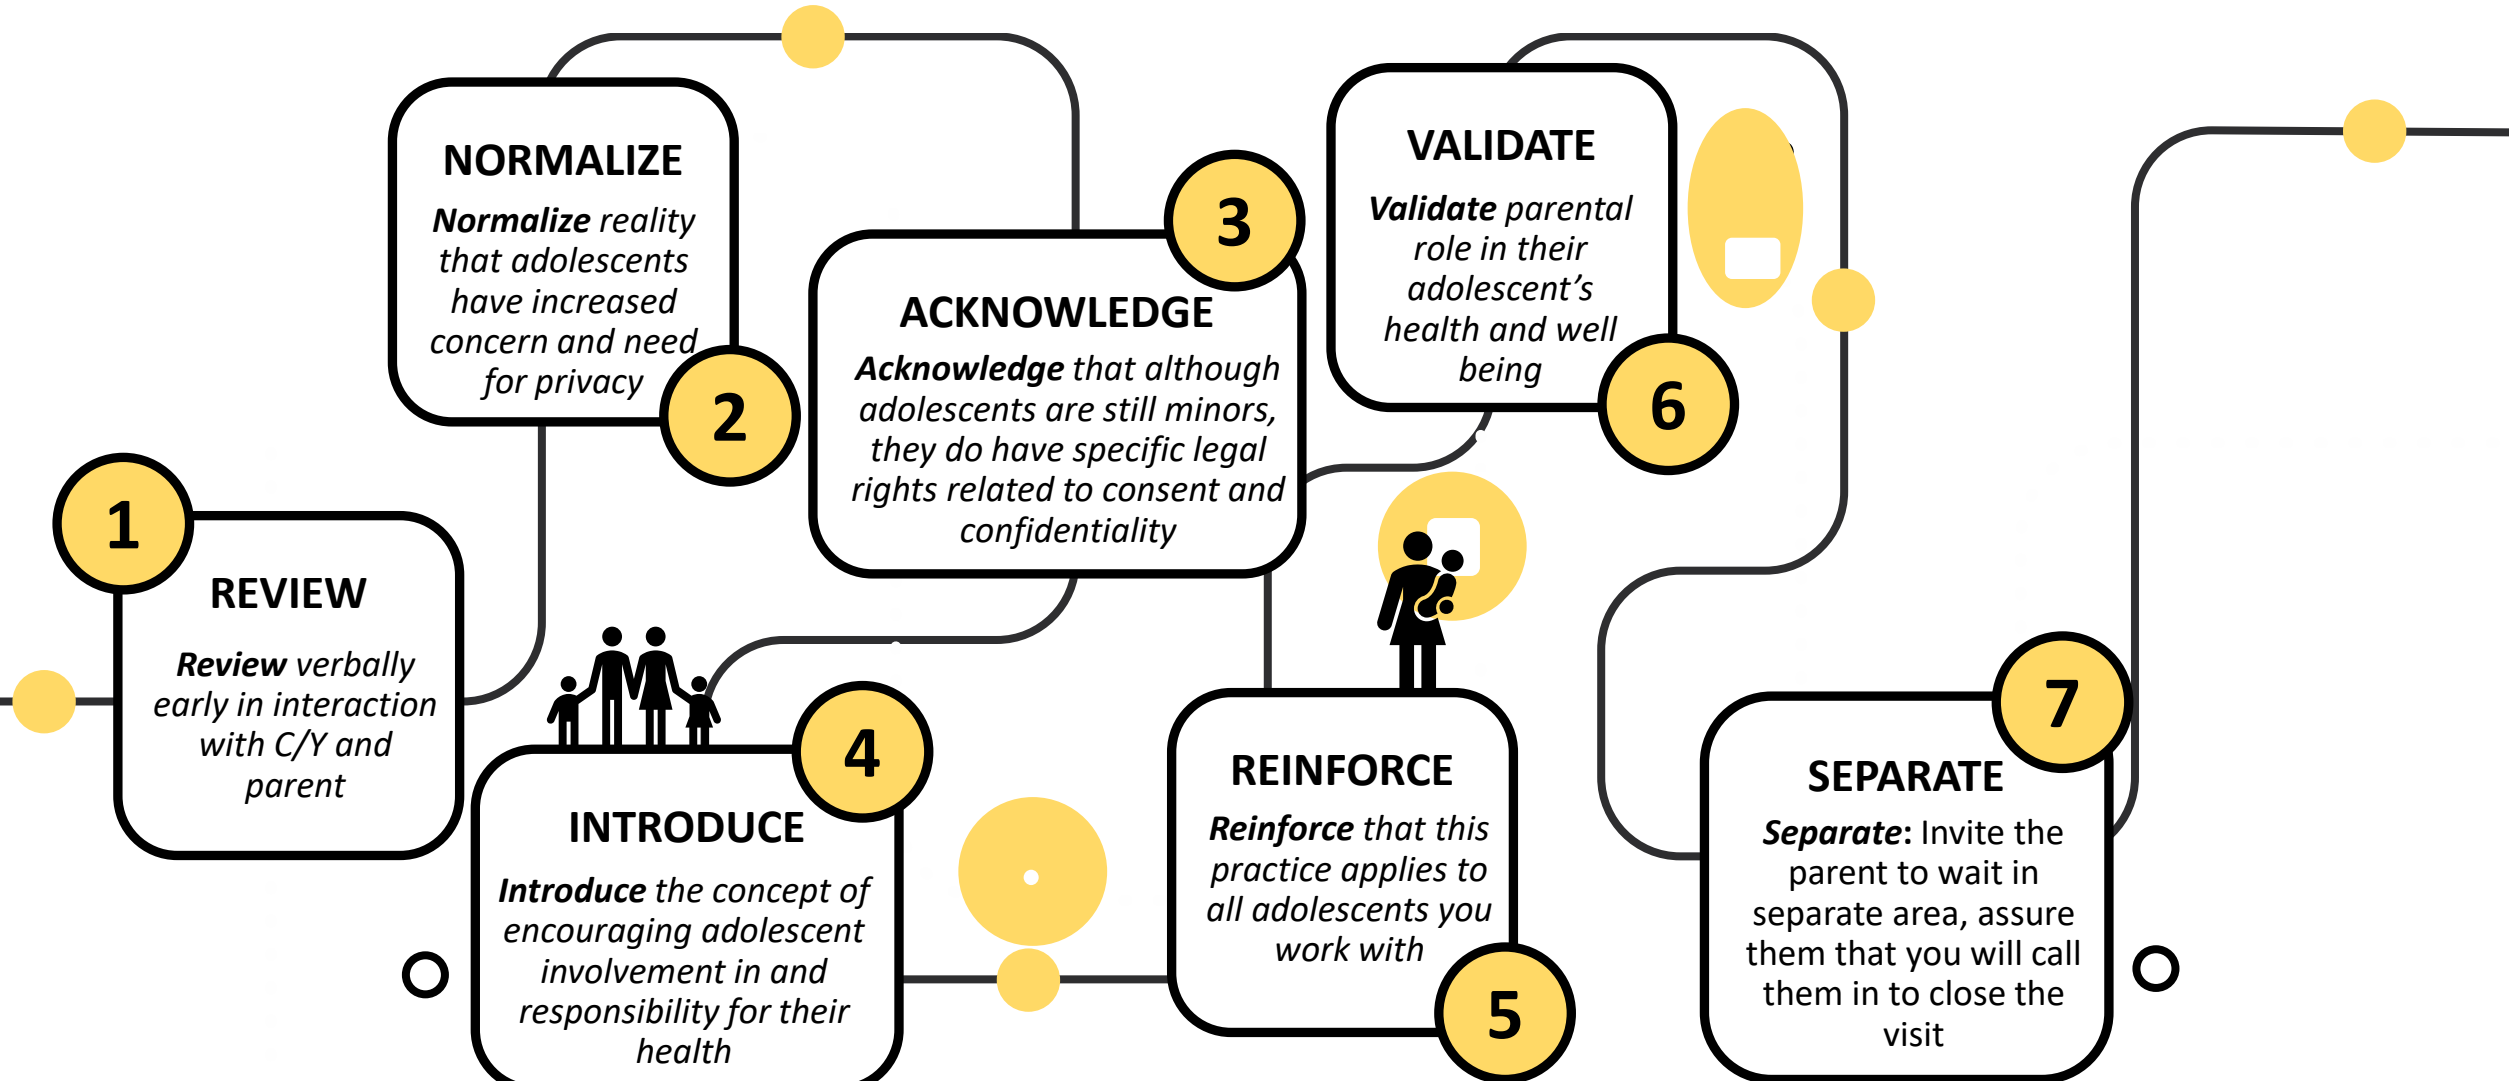 1
REVIEW
Review verbally
early in interaction
with C/Y and
parent
NORMALIZE
Normalize reality
that adolescents
have increased
concern and need
for privacy
2
3
ACKNOWLEDGE
Acknowledge that although
adolescents are still minors,
they do have specific legal
rights related to consent and
confidentiality
4
INTRODUCE
Introduce the concept of
encouraging adolescent
involvement in and
responsibility for their
health
REINFORCE
Reinforce that this
practice applies to
all adolescents you
work with
5
VALIDATE
Validate parental
role in their
adolescent’s
health and well
being
6
7
SEPARATE
Separate: Invite the
parent to wait in
separate area, assure
them that you will call
them in to close the
visit